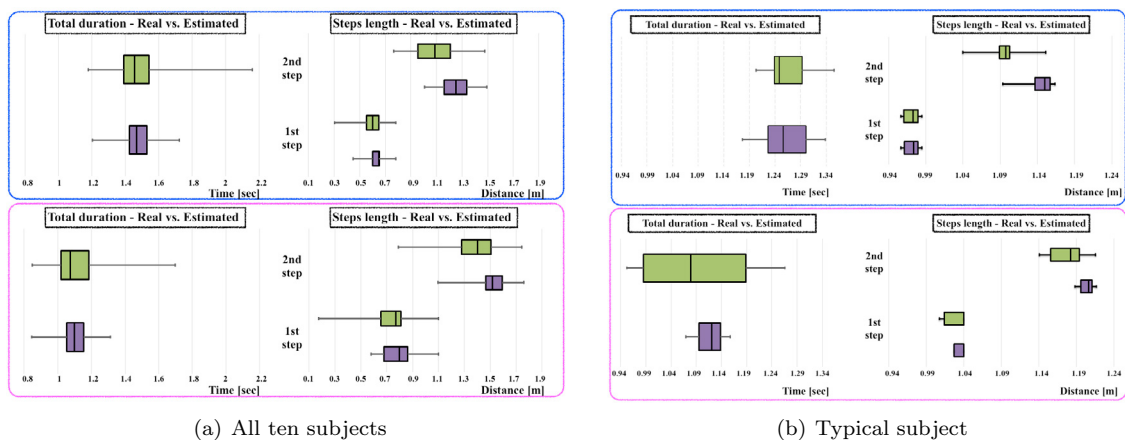 Total duration - Real vs. Estimated
Steps length - Real vs. Estimated
2nd
step
1st
step
0.8 1 1.2 1.4 1.6 1.8 2 2.2
Time [sec]
0.1 0.3 0.5 0.7 0.9 1.1 1.3 1.5 1.7 1.9
Distance [m]
Total duration - Real vs. Estimated
Steps length - Real vs. Estimated
2nd
step
1st
step
0.8 1 1.2 1.4 1.6 1.8 2 2.2
Time [sec]
0.1 0.3 0.5 0.7 0.9 1.1 1.3 1.5 1.7 1.9
Distance [m]
(a) All ten subjects
Total duration - Real vs. Estimated
Steps length - Real vs. Estimated
2nd
step
1st
step
0.94 0.99 1.04 1.09 1.14 1.19 1.24 1.29 1.34
Time [sec]
0.94 0.99 1.04 1.09 1.14 1.19 1.24
Distance [m]
Total duration - Real vs. Estimated
Steps length - Real vs. Estimated
2nd
step
1st
step
0.94 0.99 1.04 1.09 1.14 1.19 1.24 1.29 1.34
Time [sec]
0.94 0.99 1.04 1.09 1.14 1.19 1.24
Distance [m]
(b) Typical subject